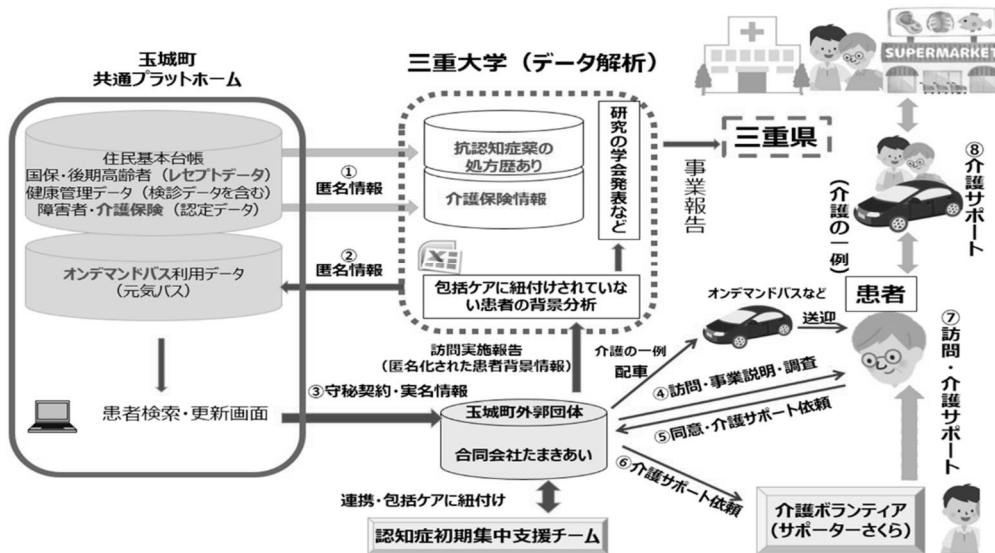 玉城町
共通プラットホーム
住民基本台帳
国保・後期高齢者（レセプトデータ）
健康管理データ（検診データを含む）
障害者・介護保険（認定データ）
オンデマンドバス利用データ
（元気バス）
患者検索・更新画面
①
匿名情報
②
匿名情報
三重大学（データ解析）
抗認知症薬の
処方歴あり
介護保険情報
研究の学会発表など
包括ケアに紐付けされていな
い患者の背景分析
事業報告
三重県
SUPERMARKET
⑧介護サポート
（介護の一例）
患者
オンデマンドバスなど
送迎
⑦訪問・介護サポート
訪問実施報告
（匿名化された患者背景情報）
介護の一例
配車
③守秘契約・実名情報
④訪問・事業説明・調査
⑤同意・介護サポート依頼
⑥介護サポート依頼
玉城町外郭団体
合同会社たまきあい
連携・包括ケアに紐付け
認知症初期集中支援チーム
介護ボランティア
（サポーターさくら）